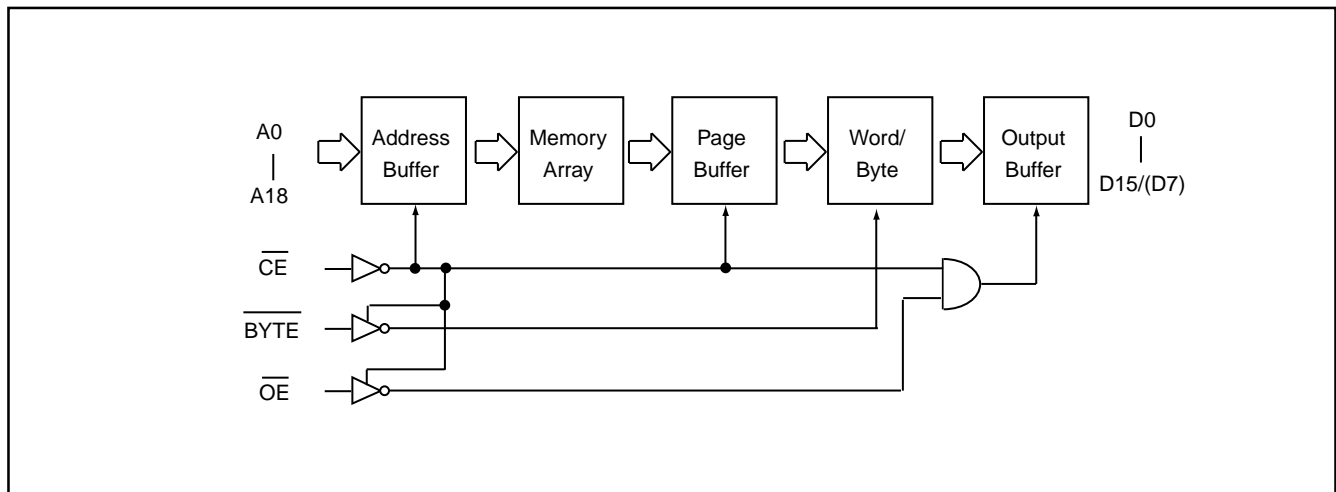 A0
A18
Address
Buffer
Memory
Array
Page
Buffer
Word/
Byte
Output
Buffer
D0
D15/(D7)
CE
BYTE
OE